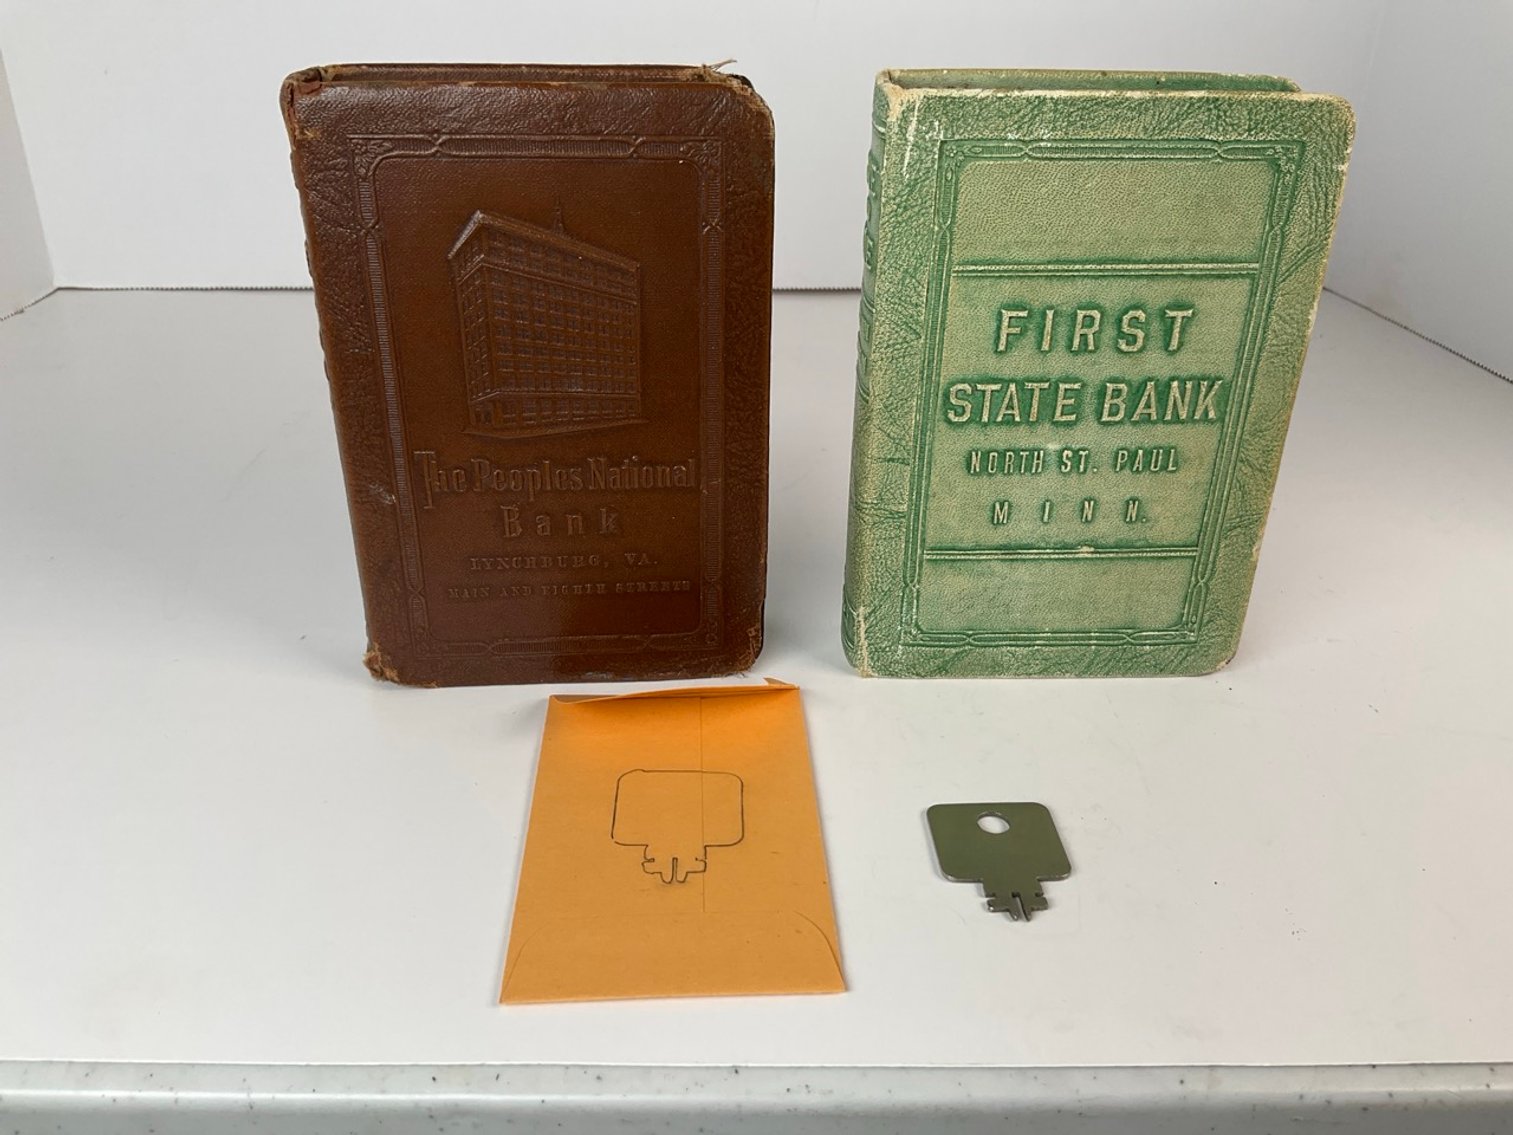 The Peoples National
Bank
LYNCHBURG, VA.
MAIN AND EIGHTH STREETS
FIRST
STATE BANK
NORTH ST. PAUL
MINN.